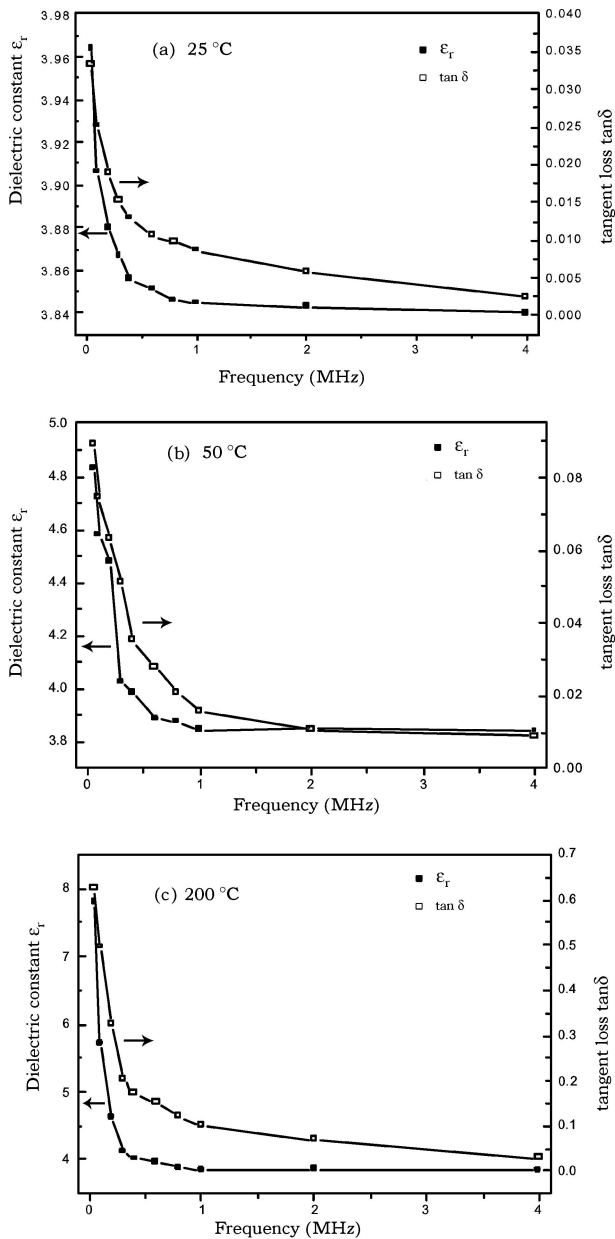 (a) 25 °C
εr
tan δ
Dielectric constant εr
3.98
3.96
3.94
3.92
3.90
3.88
3.86
3.84
0.040
0.035
0.030
0.025
0.020
0.015
0.010
0.005
0.000
tangent loss tanδ
0 1 2 3 4
Frequency (MHz)
(b) 50 °C
εr
tan δ
Dielectric constant εr
5.0
4.8
4.6
4.4
4.2
4.0
3.8
0.08
0.06
0.04
0.02
0.00
tangent loss tanδ
0 1 2 3 4
Frequency (MHz)
(c) 200 °C
εr
tan δ
Dielectric constant εr
8
7
6
5
4
0.7
0.6
0.5
0.4
0.3
0.2
0.1
0.0
tangent loss tanδ
0 1 2 3 4
Frequency (MHz)